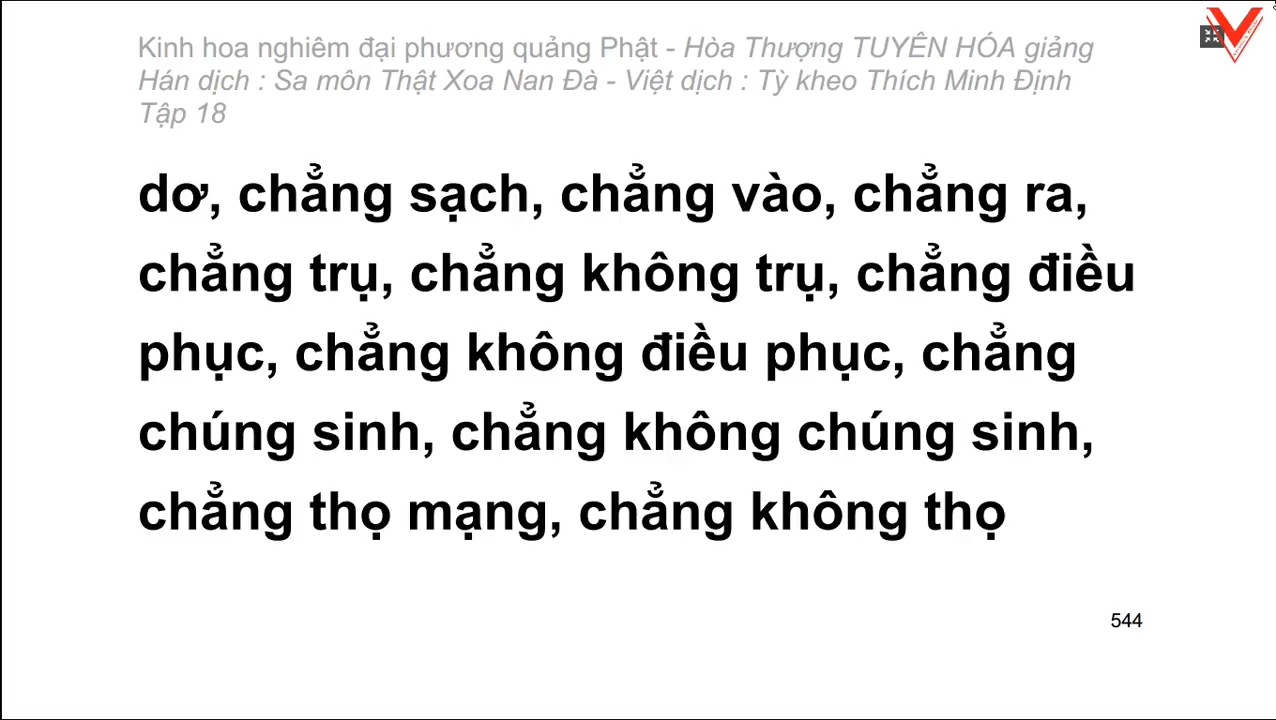 Kinh hoa nghiêm đại phương quảng Phật - Hòa Thượng TUYÊN HÓA giảng
Hán dịch : Sa môn Thật Xoa Nan Đà - Việt dịch : Tỳ kheo Thích Minh Định
Tập 18
dơ, chẳng sạch, chẳng vào, chẳng ra,
chẳng trụ, chẳng không trụ, chẳng điều
phục, chẳng không điều phục, chẳng
chúng sinh, chẳng không chúng sinh,
chẳng thọ mạng, chẳng không thọ
544